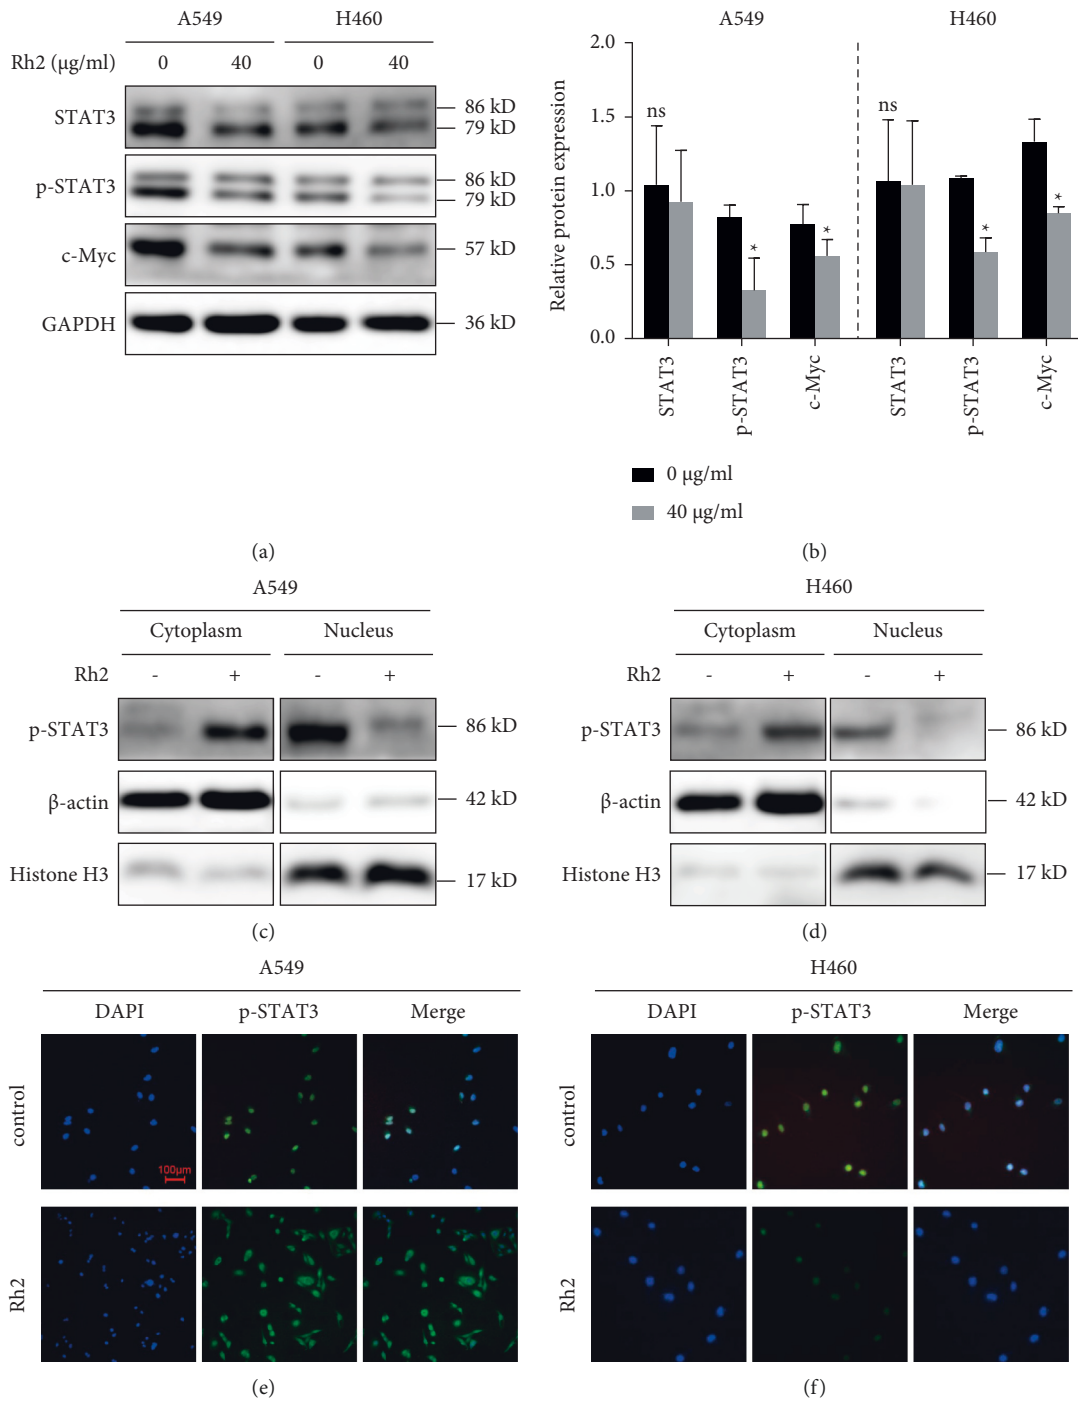 A549 H460
Rh2 (µg/ml) 0 40 0 40
STAT3 86 kD
79 kD
p-STAT3 86 kD
79 kD
c-Myc 57 kD
GAPDH 36 kD
(a)
A549 H460
Relative protein expression
2.0
1.5
1.0
0.5
0.0
ns * * ns * *
STAT3 p-STAT3 c-Myc STAT3 p-STAT3 c-Myc
0 µg/ml
40 µg/ml
(b)
A549
Cytoplasm Nucleus
Rh2 - + - +
p-STAT3 86 kD
β-actin 42 kD
Histone H3 17 kD
(c)
H460
Cytoplasm Nucleus
Rh2 - + - +
p-STAT3 86 kD
β-actin 42 kD
Histone H3 17 kD
(d)
A549
DAPI p-STAT3 Merge
control
100µm
Rh2
(e)
H460
DAPI p-STAT3 Merge
control
Rh2
(f)